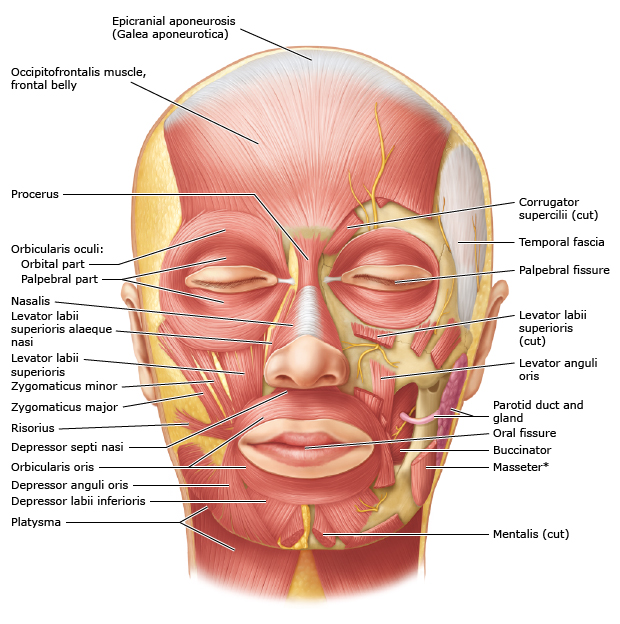 Epicranial aponeurosis
(Galea aponeurotica)
Occipitofrontalis muscle,
frontal belly
Procerus
Orbicularis oculi:
Orbital part
Palpebral part
Nasalis
Levator labii
superioris alaeque
nasi
Levator labii
superioris
Zygomaticus minor
Zygomaticus major
Risorius
Depressor septi nasi
Orbicularis oris
Depressor anguli oris
Depressor labii inferioris
Platysma
Corrugator
supercilii (cut)
Temporal fascia
Palpebral fissure
Levator labii
superioris
(cut)
Levator anguli
oris
Parotid duct and
gland
Oral fissure
Buccinator
Masseter*
Mentalis (cut)